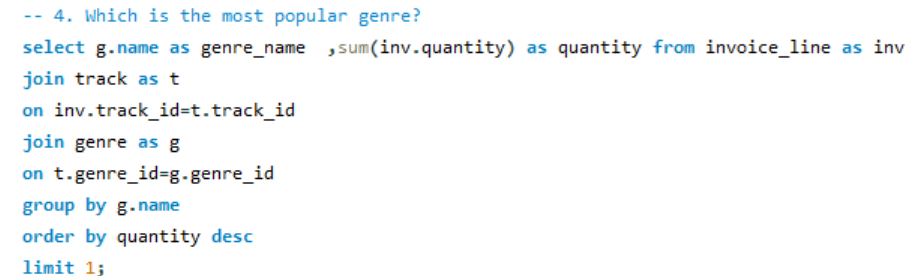 -- 4. Which is the most popular genre?
select g.name as genre_name  ,sum(inv.quantity) as quantity from invoice_line as inv
join track as t
on inv.track_id=t.track_id
join genre as g
on t.genre_id=g.genre_id
group by g.name
order by quantity desc
limit 1;